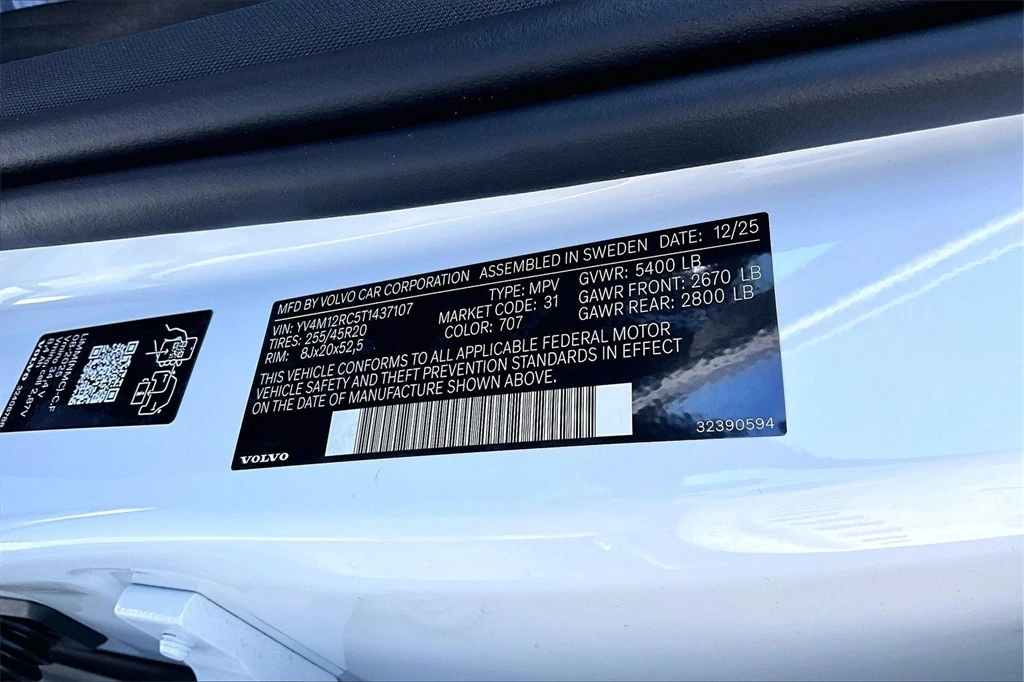 MFD BY VOLVO CAR CORPORATION ASSEMBLED IN SWEDEN DATE: 12/25
VIN: YV4M12RC5T1437107 TYPE: MPV GVWR: 5400 LB
TIRES: 255/45R20 MARKET CODE: 31 GAWR FRONT: 2670 LB
RIM: 8Jx20x52,5 COLOR: 707 GAWR REAR: 2800 LB
THIS VEHICLE CONFORMS TO ALL APPLICABLE FEDERAL MOTOR
VEHICLE SAFETY AND THEFT PREVENTION STANDARDS IN EFFECT
ON THE DATE OF MANUFACTURE SHOWN ABOVE.
VOLVO
32390594
VOLVO